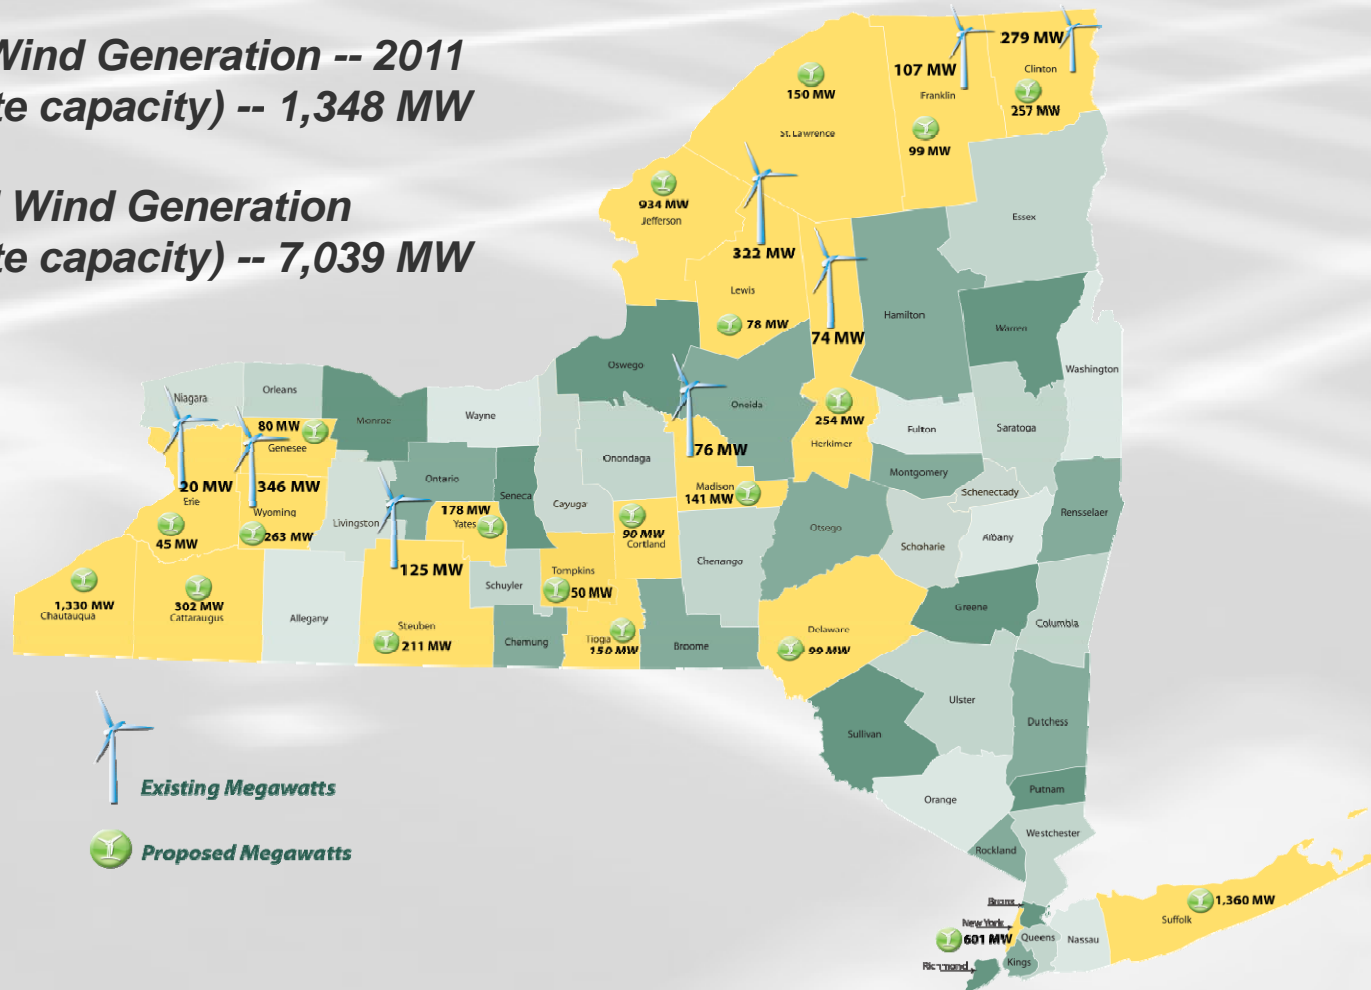 Wind Generation -- 2011
te capacity) -- 1,348 MW
Wind Generation
te capacity) -- 7,039 MW
279 MW
Clinton
257 MW
107 MW
Franklin
99 MW
150 MW
St. Lawrence
934 MW
Jefferson
322 MW
Lewis
78 MW
74 MW
254 MW
Herkimer
Essex
Hamilton
Warren
Washington
Oswego
Oneida
Fulton
Saratoga
Niagara
Orleans
Monroe
Wayne
80 MW
Genesee
Onondaga
76 MW
Madison
141 MW
Montgomery
Schenectady
Rensselaer
20 MW
Erie
45 MW
346 MW
Wyoming
263 MW
Livingston
Ontario
Seneca
Cayuga
178 MW
Yates
90 MW
Cortland
Chenango
Otsego
Schoharie
Albany
1,330 MW
Chautauqua
302 MW
Cattaraugus
Allegany
125 MW
Steuben
211 MW
Schuyler
Tompkins
50 MW
Chemung
Tioga
150 MW
Broome
Delaware
99 MW
Greene
Columbia
Ulster
Dutchess
Sullivan
Putnam
Orange
Westchester
Rockland
Existing Megawatts
Proposed Megawatts
Bronx
New York
601 MW
Queens
Nassau
Suffolk
1,360 MW
Richmond
Kings